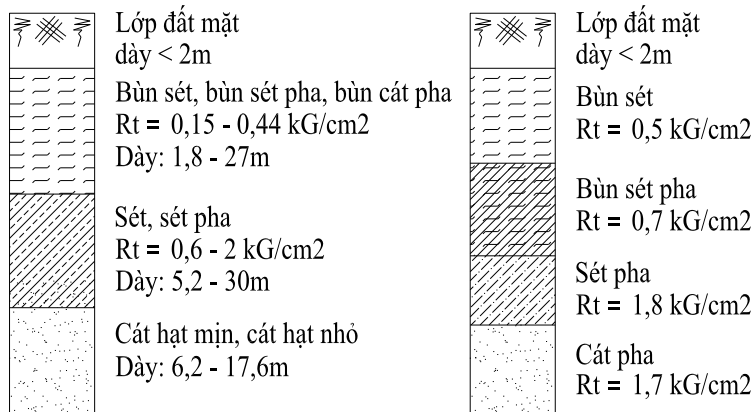 Lớp đất mặt
dày < 2m
Bùn sét, bùn sét pha, bùn cát pha
Rt = 0,15 - 0,44 kG/cm2
Dày: 1,8 - 27m
Sét, sét pha
Rt = 0,6 - 2 kG/cm2
Dày: 5,2 - 30m
Cát hạt mịn, cát hạt nhỏ
Dày: 6,2 - 17,6m
Lớp đất mặt
dày < 2m
Bùn sét
Rt = 0,5 kG/cm2
Bùn sét pha
Rt = 0,7 kG/cm2
Sét pha
Rt = 1,8 kG/cm2
Cát pha
Rt = 1,7 kG/cm2